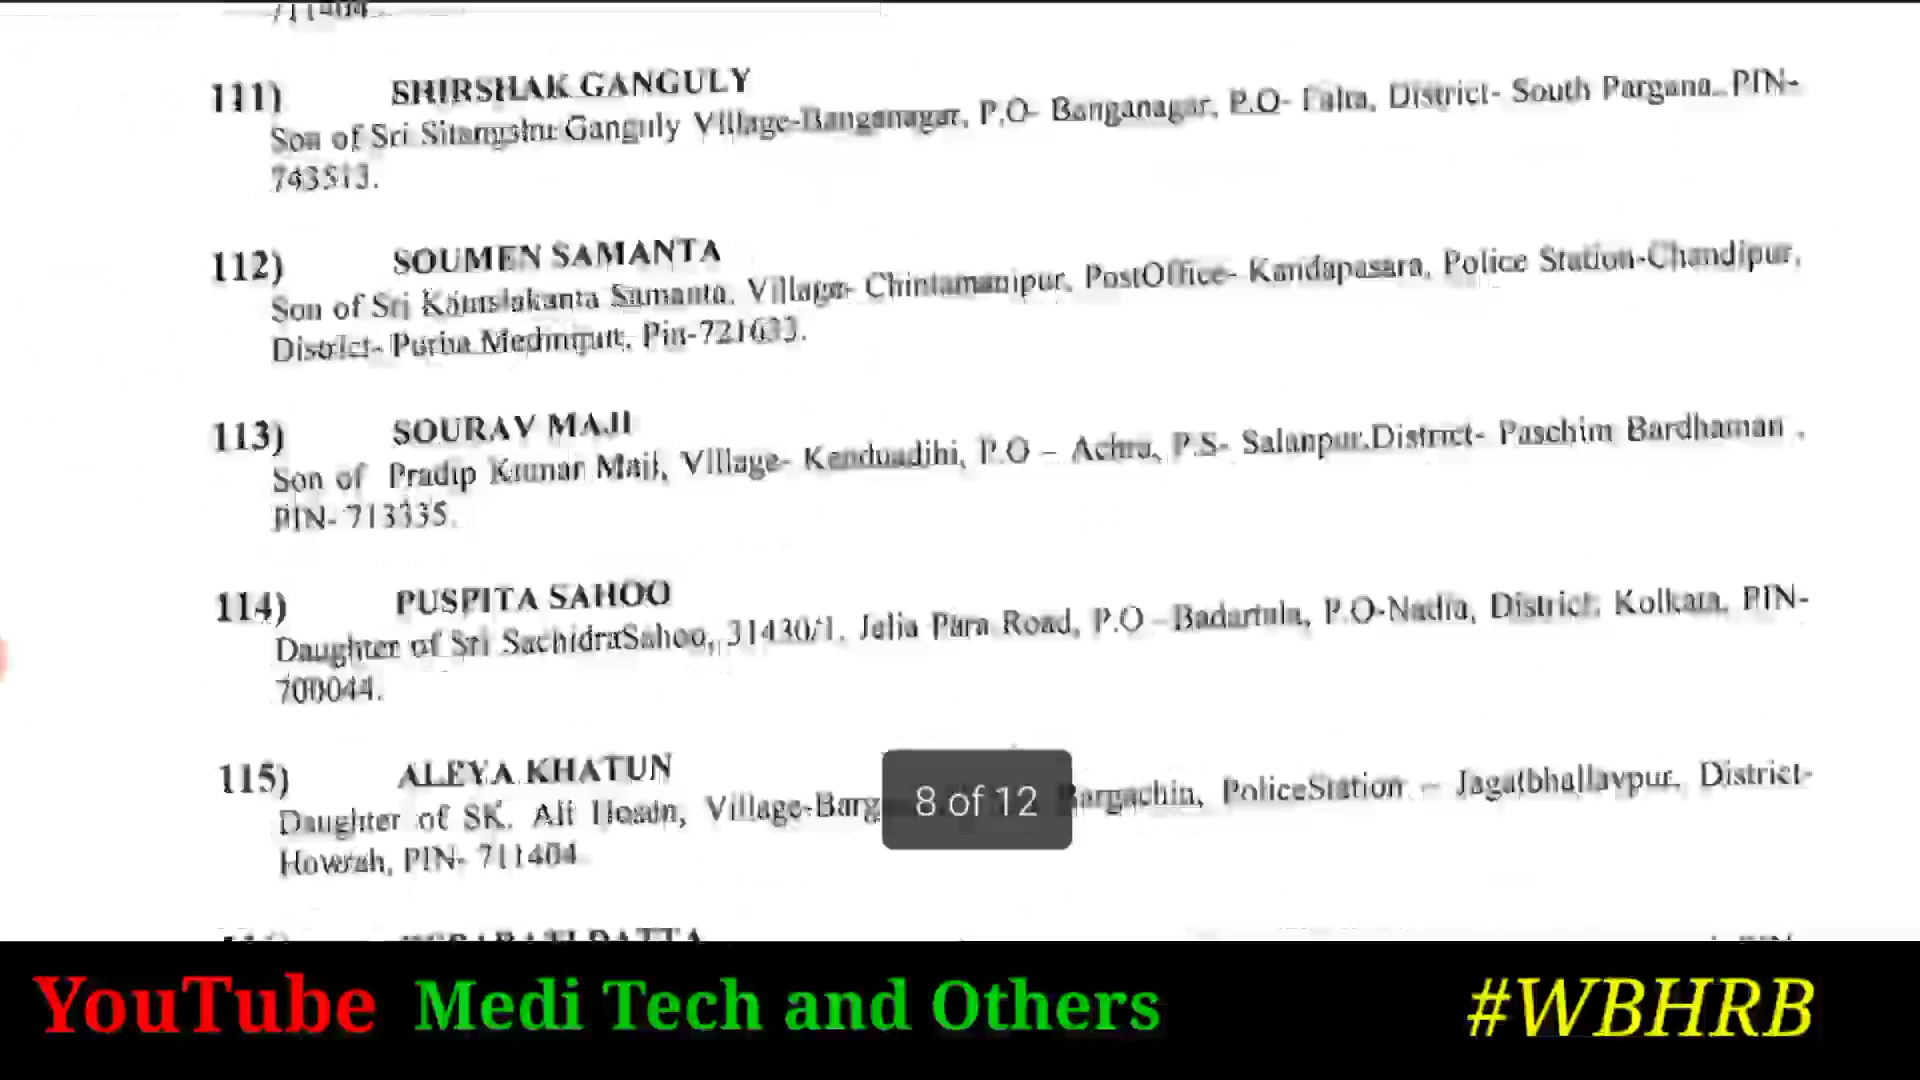 111) SHIRSHAK GANGULY
Son of Sri Ganguly Village-Banganagar, P.O- Banganagar, P.O- Falta, District- South Pargana. PIN-
743513.
112) SOUMEN SAMANTA
Son of Sri Samanta, Village- Chintamanipur, PostOffice- Kandapasara, Police Station-Chandipur,
District- Purba Pin-721633.
113) SOURAV MAJI
Son of Pradip Kumar Maji, Village- Kenduadihi, P.O – Achra, P.S- Salanpur.District- Paschim Bardhaman .
PIN- 713335.
114) PUSPITA SAHOO
Daughter of Sri SachidraSahoo, 31430/1, Jelia Para Road, P.O –Badartala, P.O-Nadia, District. Kolkata, PIN-
700044.
115) ALEYA KHATUN
Daughter of SK. Ali Hosain, Village-Barg Bargachia, PoliceStation – Jagatbhallavpur, District-
Howrah, PIN- 711404
8 of 12
YouTube Medi Tech and Others #WBHRB